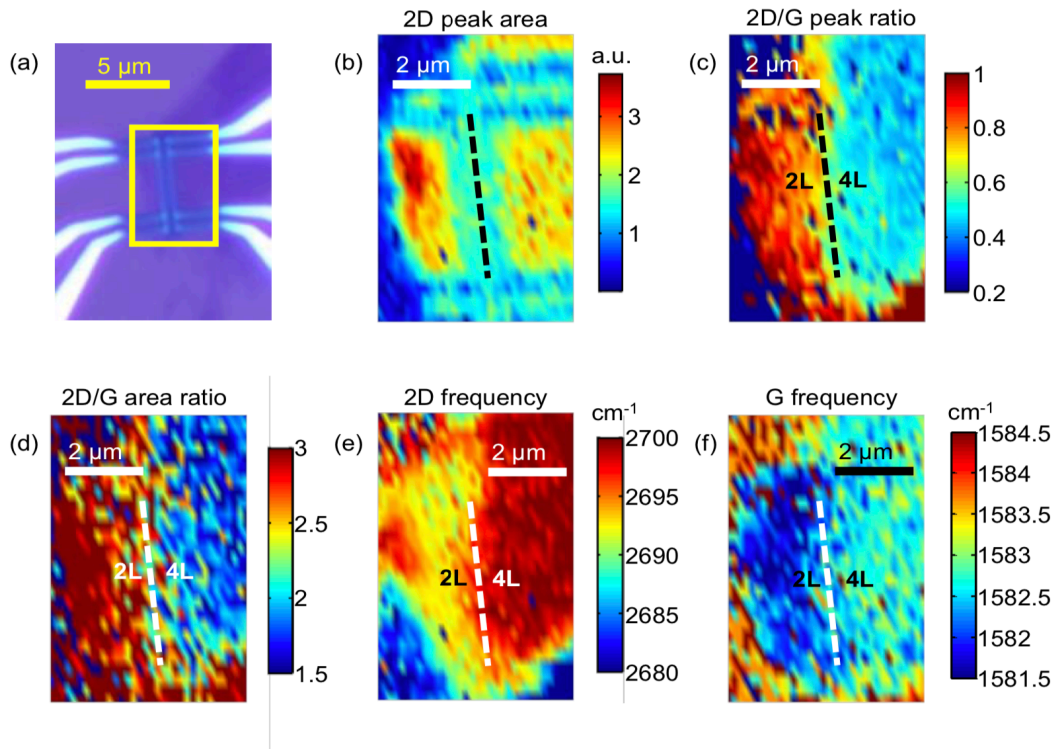 2D peak area
2D/G peak ratio
(a)
5 µm
(b)
2 µm
a.u.
3
2
1
(c)
2 µm
2L
4L
1
0.8
0.6
0.4
0.2
2D/G area ratio
2D frequency
G frequency
(d)
2 µm
2L
4L
3
2.5
2
1.5
(e)
2 µm
2L
4L
cm⁻¹
2700
2695
2690
2685
2680
(f)
2 µm
2L
4L
cm⁻¹
1584.5
1584
1583.5
1583
1582.5
1582
1581.5